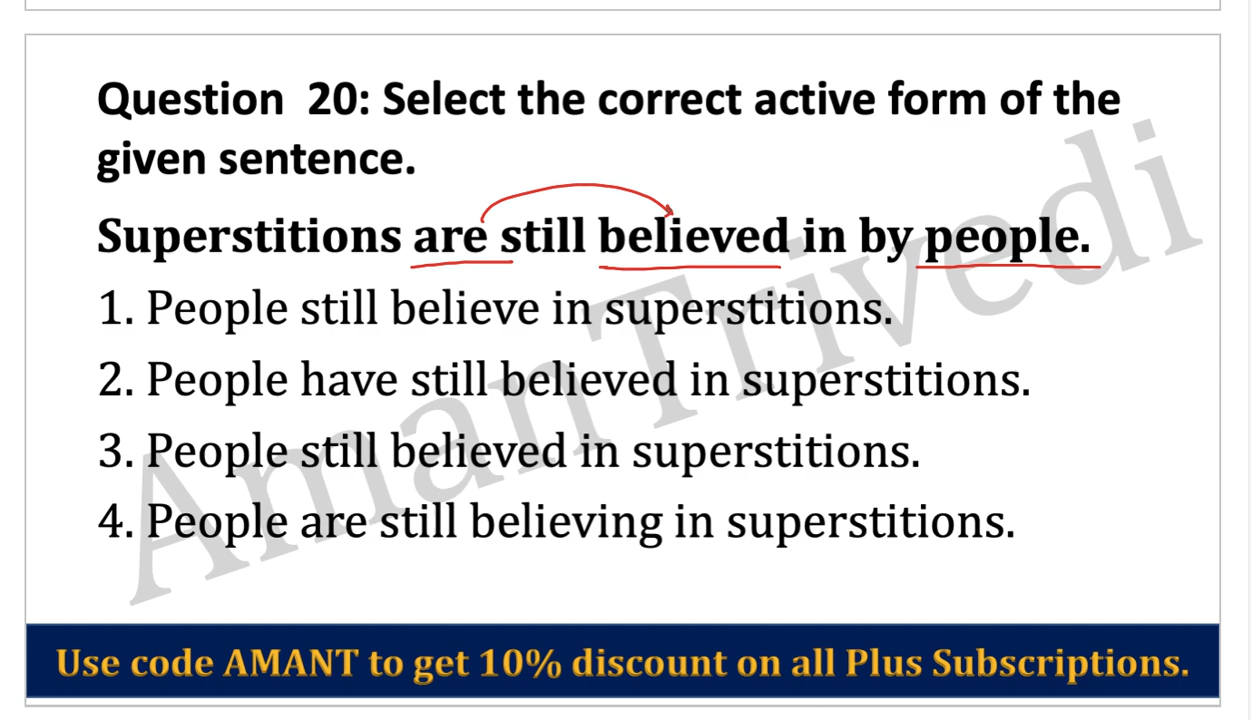 Question 20: Select the correct active form of the
given sentence.
Superstitions are still believed in by people.
1. People still believe in superstitions.
2. People have still believed in superstitions.
3. People still believed in superstitions.
4. People are still believing in superstitions.
AmanTrivedi
Use code AMANT to get 10% discount on all Plus Subscriptions.